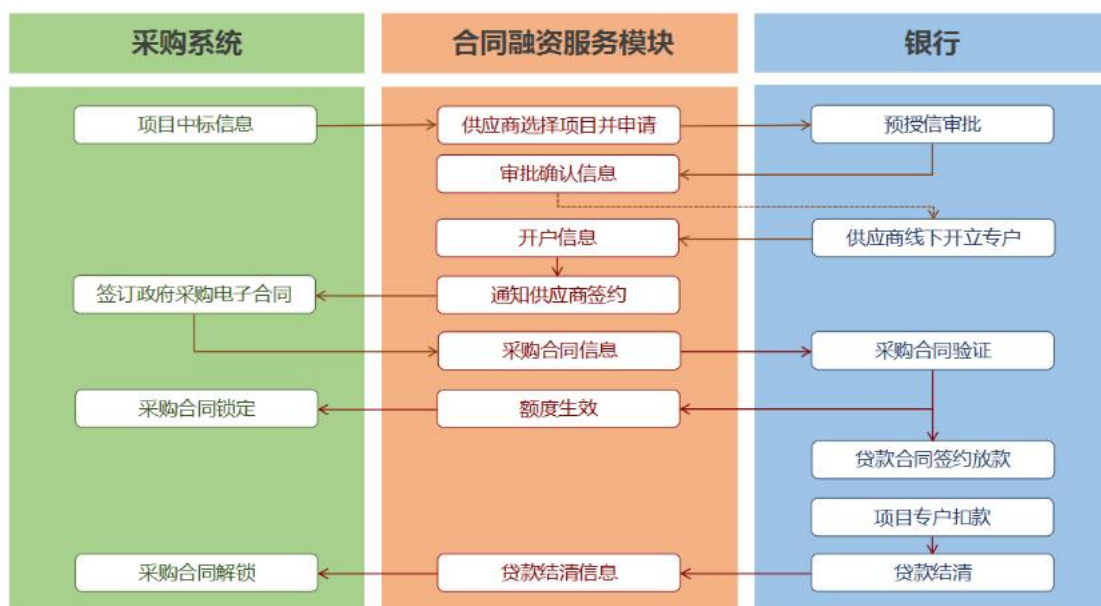 采购系统
合同融资服务模块
银行
项目中标信息
供应商选择项目并申请
预授信审批
审批确认信息
开户信息
供应商线下开立专户
签订政府采购电子合同
通知供应商签约
采购合同信息
采购合同验证
采购合同锁定
额度生效
贷款合同签约放款
项目专户扣款
采购合同解锁
贷款结清信息
贷款结清